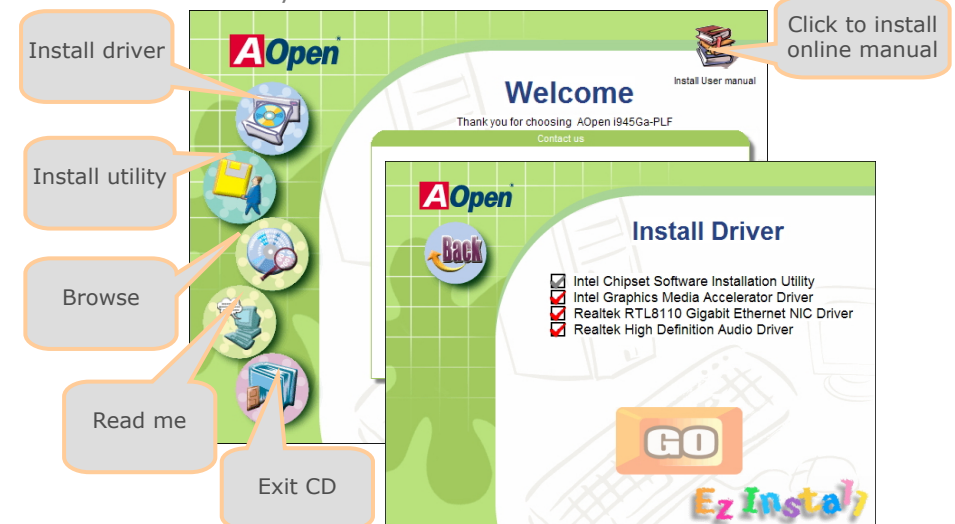 Install driver
Install utility
Browse
Read me
Exit CD
Click to install
online manual
AOpen
Install User manual
Welcome
Thank you for choosing AOpen i945Ga-PLF
Contact us
AOpen
Back
Install Driver
Intel Chipset Software Installation Utility
Intel Graphics Media Accelerator Driver
Realtek RTL8110 Gigabit Ethernet NIC Driver
Realtek High Definition Audio Driver
GO
Ez Install